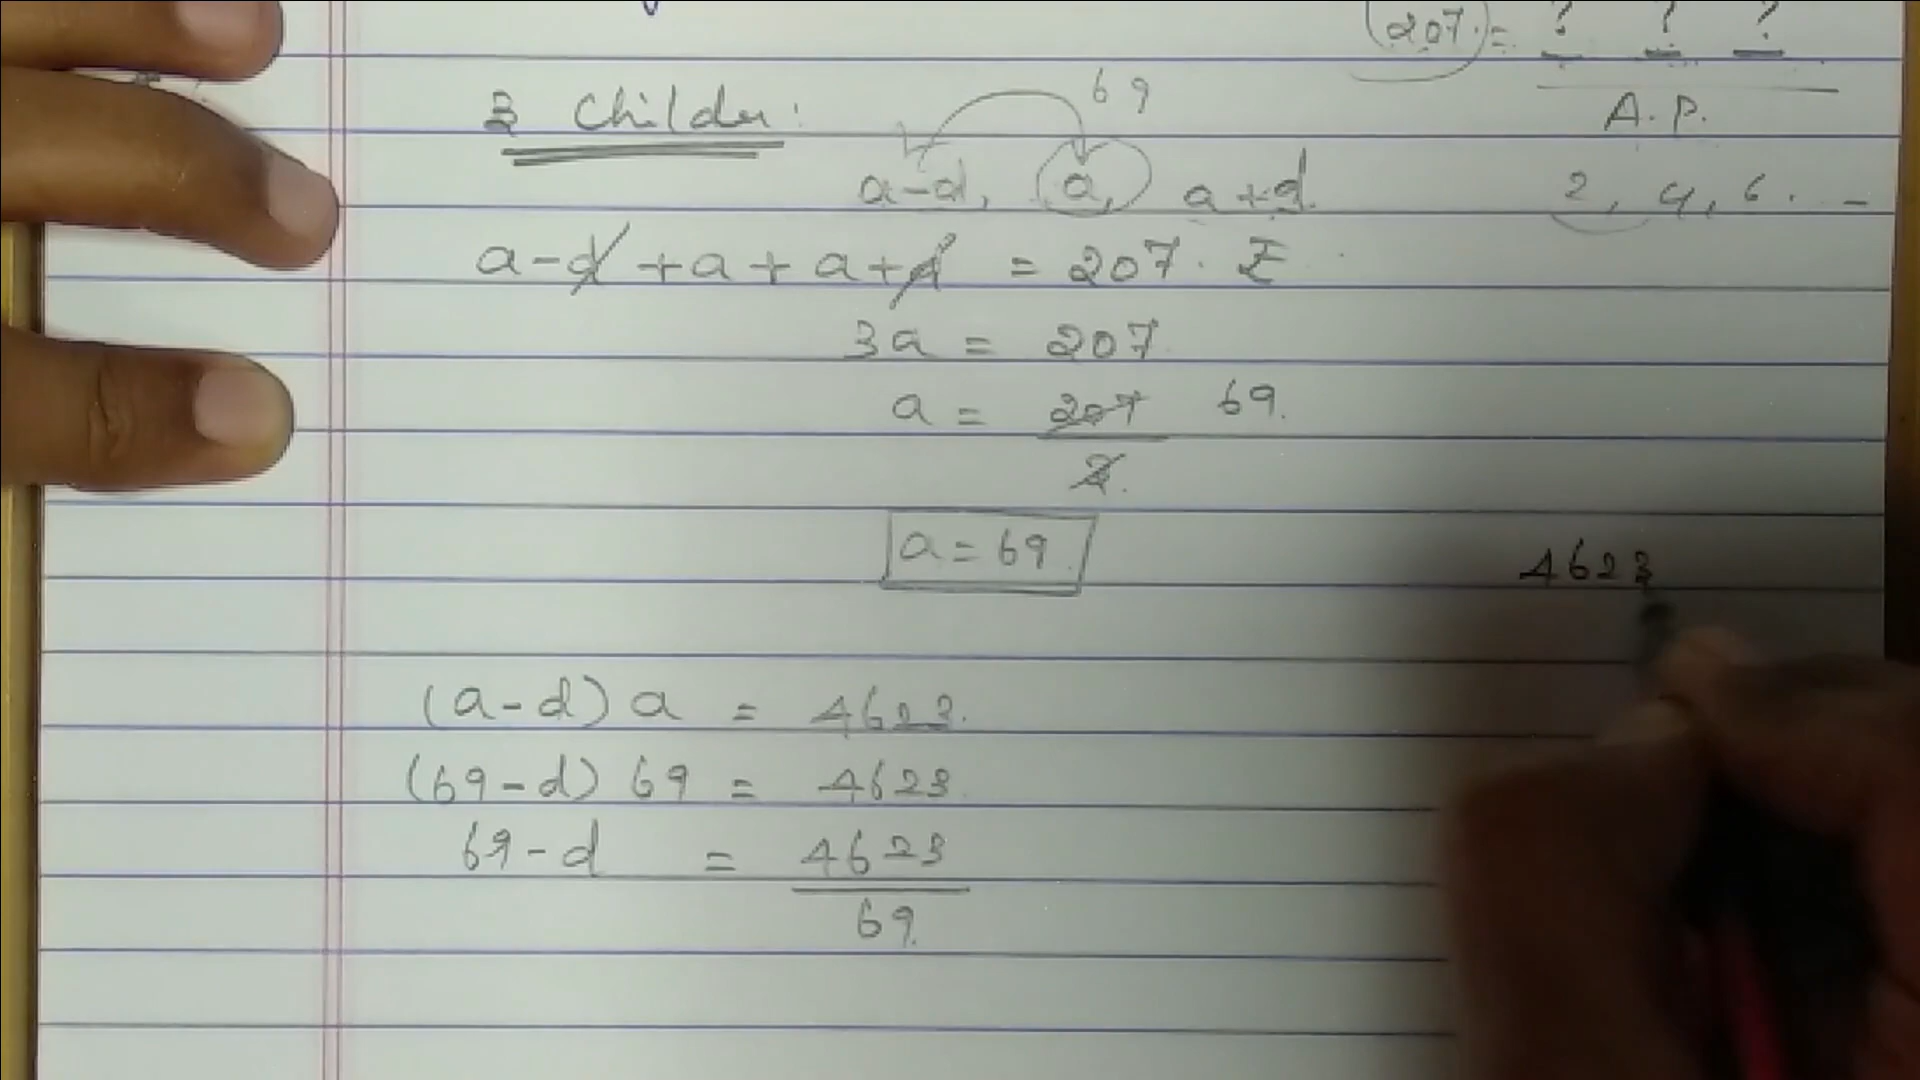 207. = ? ? ?
A.P.
3 Childer:
69
a-d, a, a+d.
2, 4, 6. -
a-d+a+a+d = 207. ₹
3a = 207
a = 207 69.
3.
a = 69.
4623
(a-d) a = 4623.
(69-d) 69 = 4623.
69-d = 4623
69.